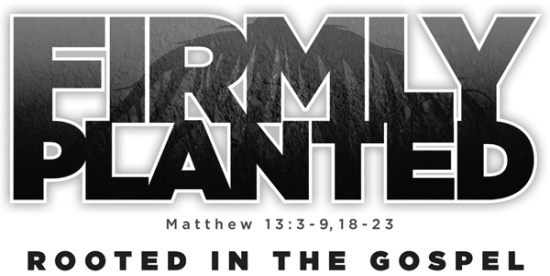 FIRMLY
PLANTED
Matthew 13:3-9,18-23
ROOTED IN THE GOSPEL